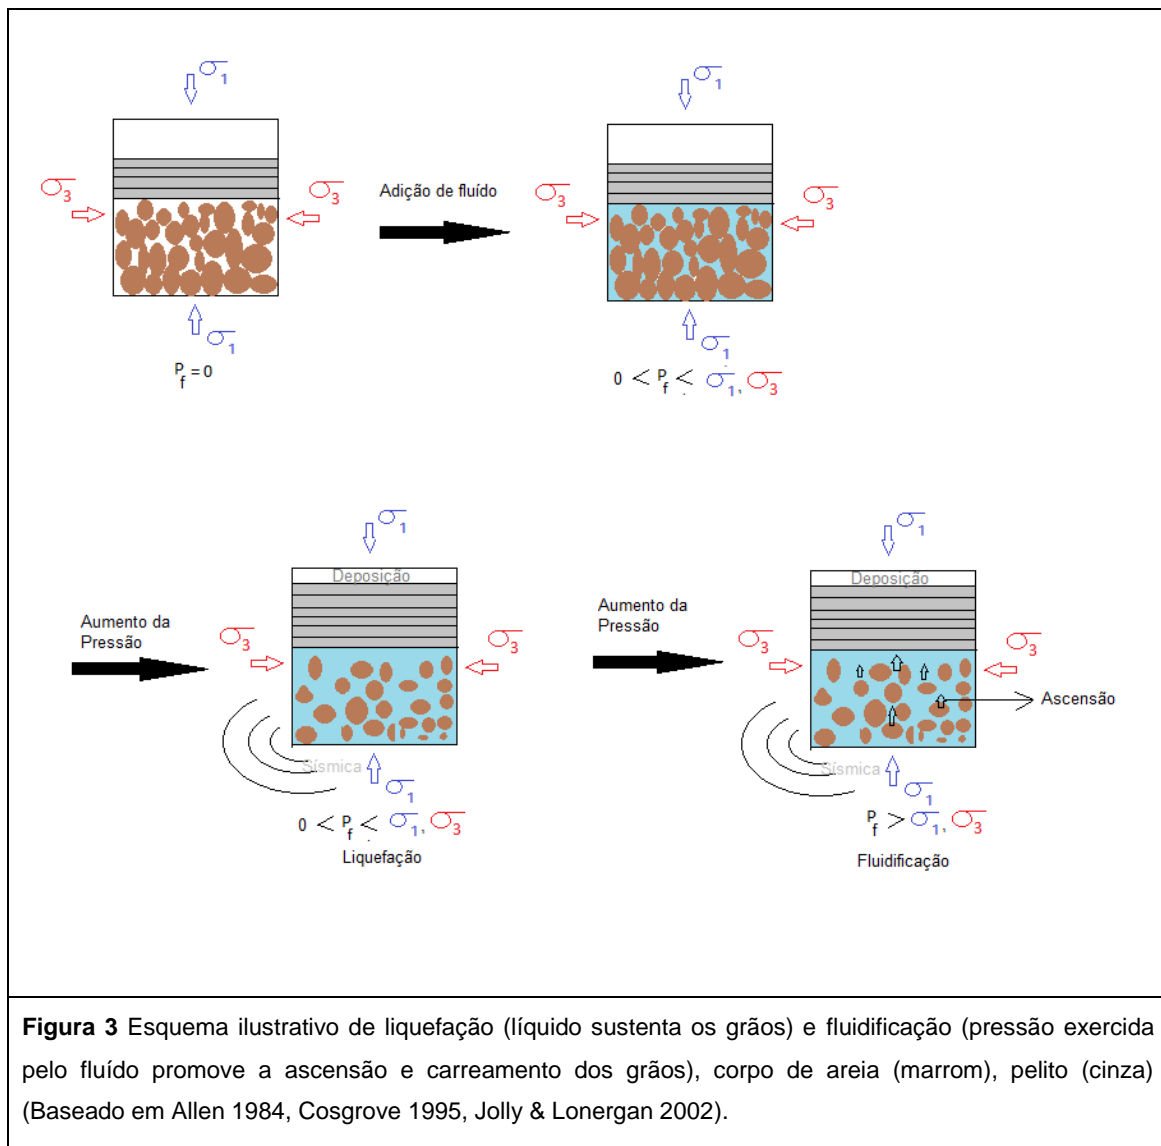 σ1
σ1
σ3
σ3
Adição de fluído
σ3
σ3
σ1
Pf = 0
σ1
0 < Pf < σ1, σ3
σ1
σ1
Deposição
Deposição
Aumento da
Pressão
σ3
σ3
Aumento da
Pressão
σ3
σ3
Ascensão
Sísmica
σ1
Sísmica
σ1
0 < Pf < σ1, σ3
Pf > σ1, σ3
Liquefação
Fluidificação
Figura 3 Esquema ilustrativo de liquefação (líquido sustenta os grãos) e fluidificação (pressão exercida
pelo fluído promove a ascensão e carreamento dos grãos), corpo de areia (marrom), pelito (cinza)
(Baseado em Allen 1984, Cosgrove 1995, Jolly & Lonergan 2002).